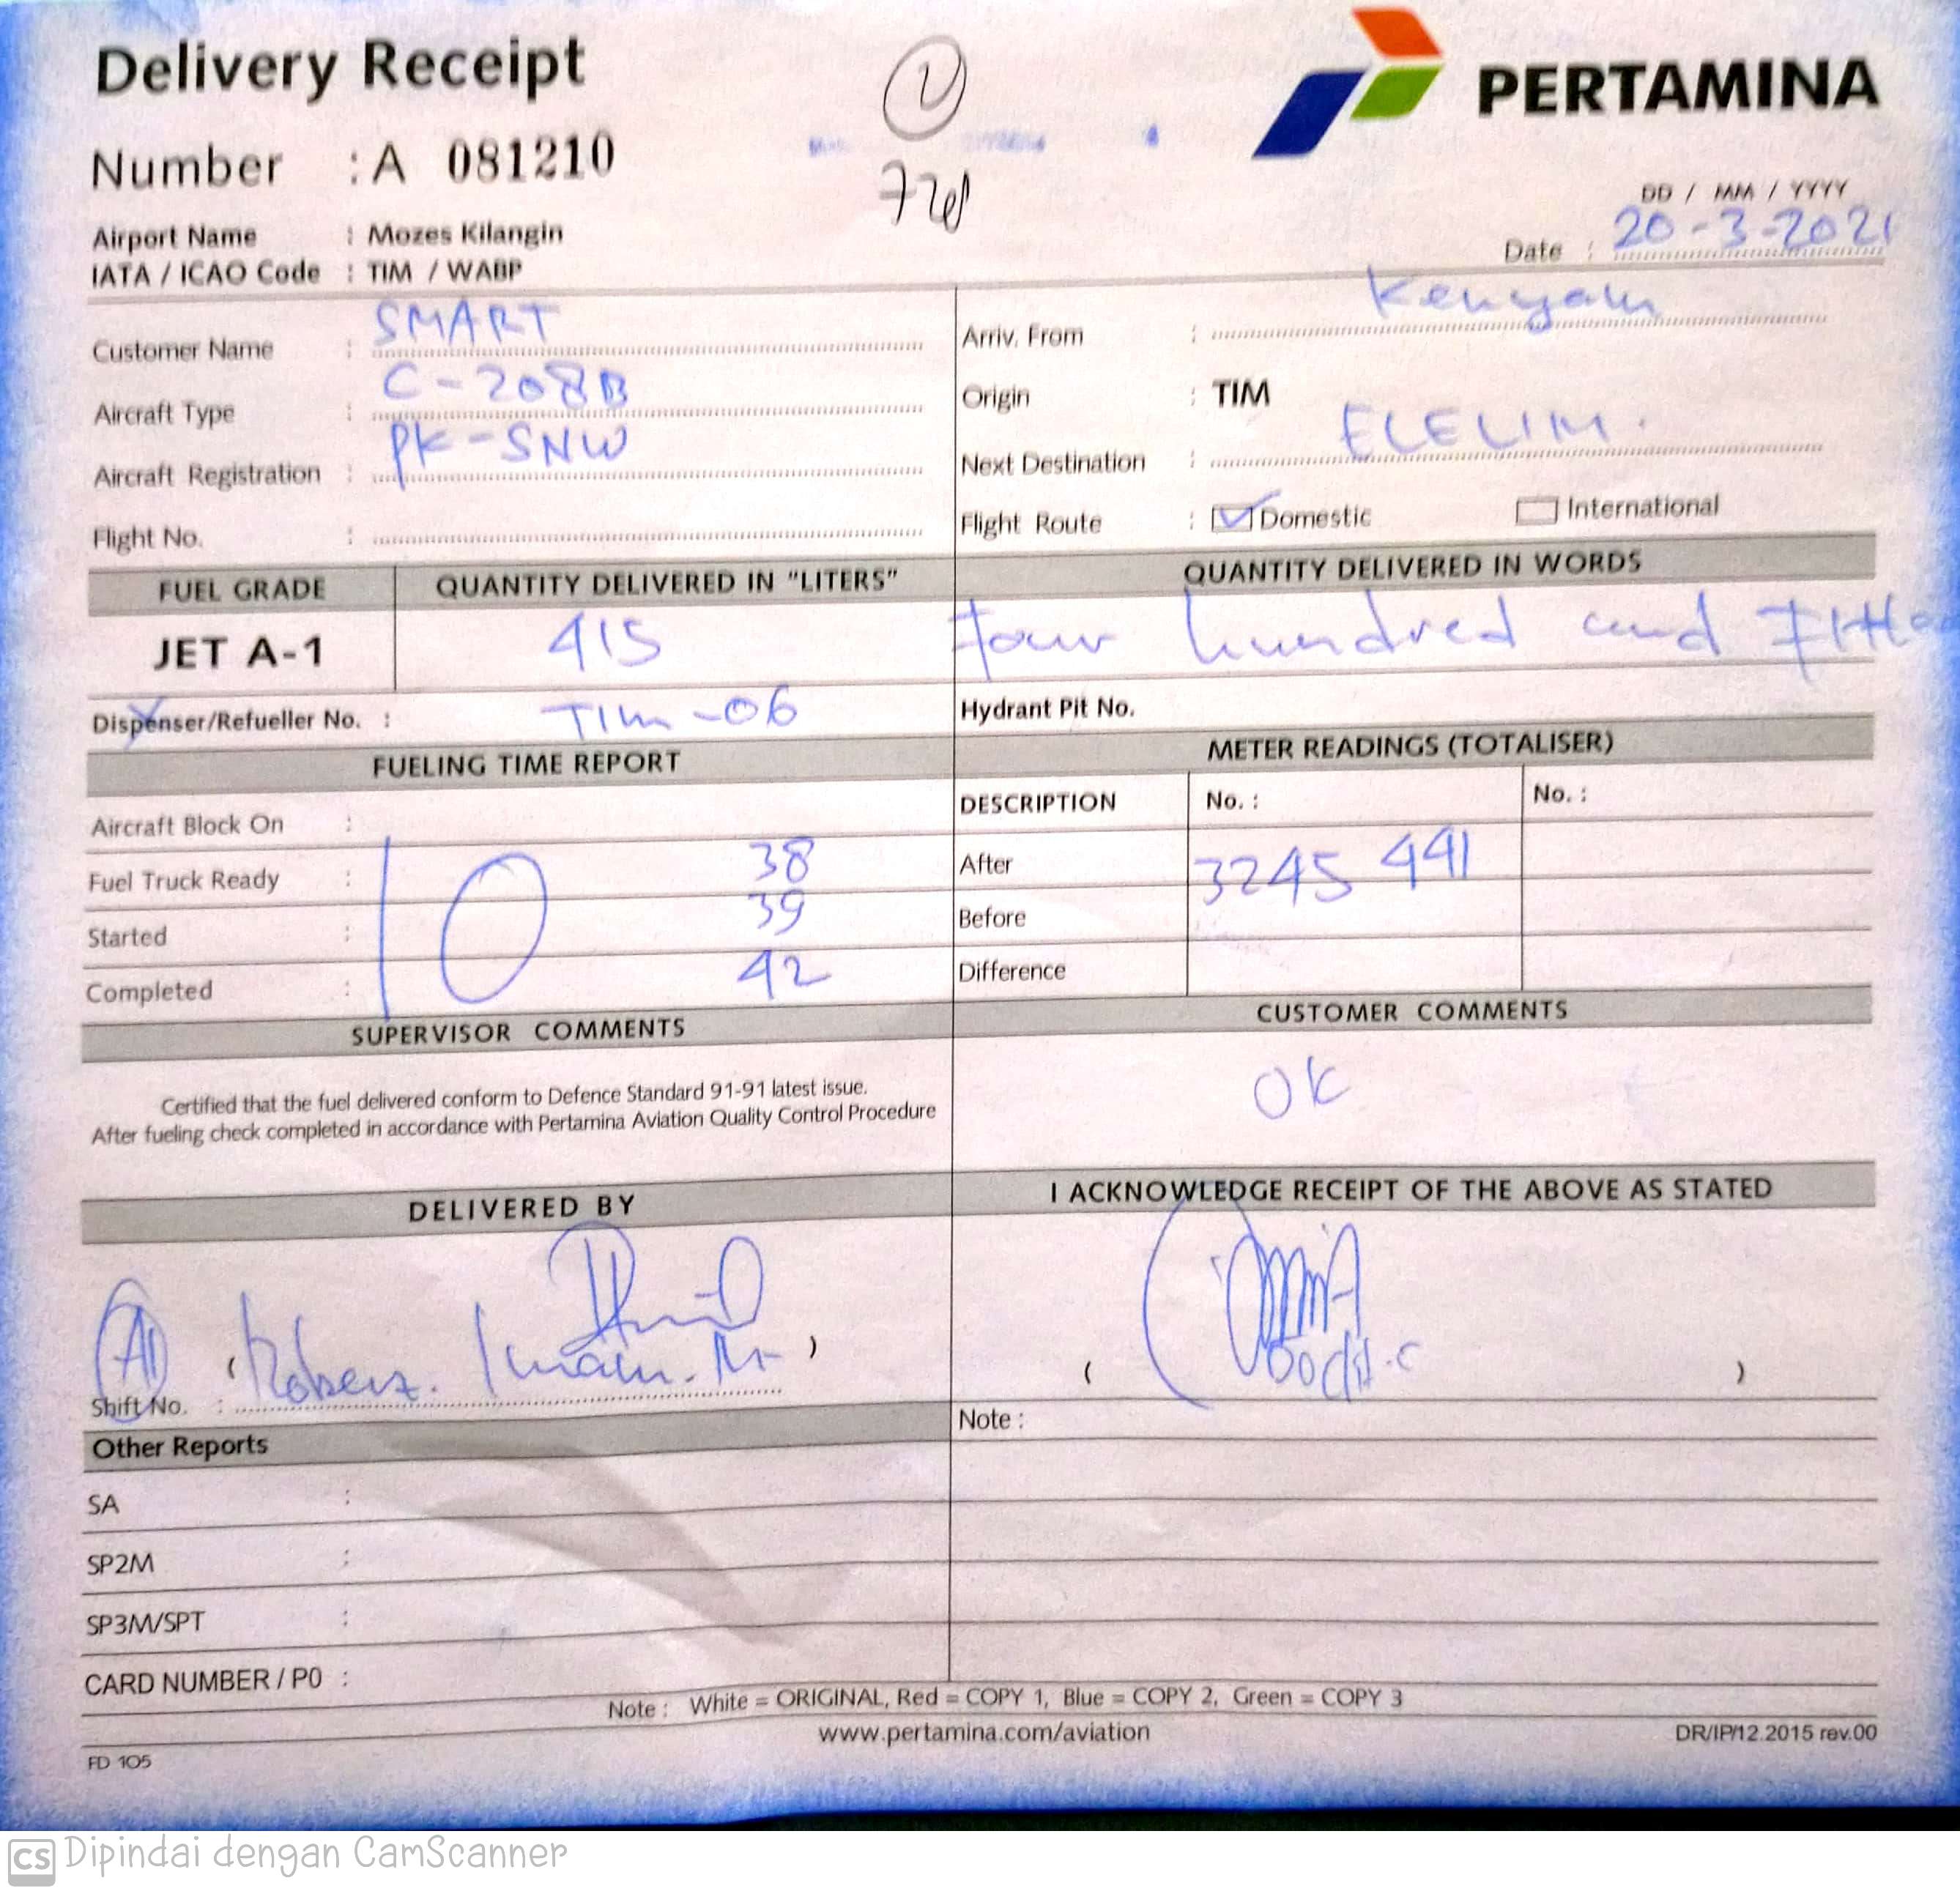 Delivery Receipt
PERTAMINA
Number : A 081210
DD / MM / YYYY
Date : 20-3-2021
Airport Name : Mozes Kilangin
IATA / ICAO Code : TIM / WABP
Customer Name : SMART
Arriv. From : Kenyam
Aircraft Type : C-208B
Origin : TIM
Aircraft Registration : PK-SNW
Next Destination : ELELIM.
Flight No. :
Flight Route : Domestic International
FUEL GRADE QUANTITY DELIVERED IN "LITERS" QUANTITY DELIVERED IN WORDS
JET A-1 415 Four hundred and
Dispenser/Refueller No. : TIM-06 Hydrant Pit No.
FUELING TIME REPORT METER READINGS (TOTALISER)
Aircraft Block On : DESCRIPTION No. : No. :
Fuel Truck Ready : 10 38 After 3245 441
Started : 39 Before
Completed : 42 Difference
SUPERVISOR COMMENTS CUSTOMER COMMENTS
OK
Certified that the fuel delivered conform to Defence Standard 91-91 latest issue.
After fueling check completed in accordance with Pertamina Aviation Quality Control Procedure
DELIVERED BY I ACKNOWLEDGE RECEIPT OF THE ABOVE AS STATED
Shift No. : ( ) ( )
Other Reports Note :
SA :
SP2M :
SP3M/SPT :
CARD NUMBER / PO :
Note : White = ORIGINAL, Red = COPY 1, Blue = COPY 2, Green = COPY 3
www.pertamina.com/aviation
DR/IP/12.2015 rev.00
FD 105
CS Dipindai dengan CamScanner